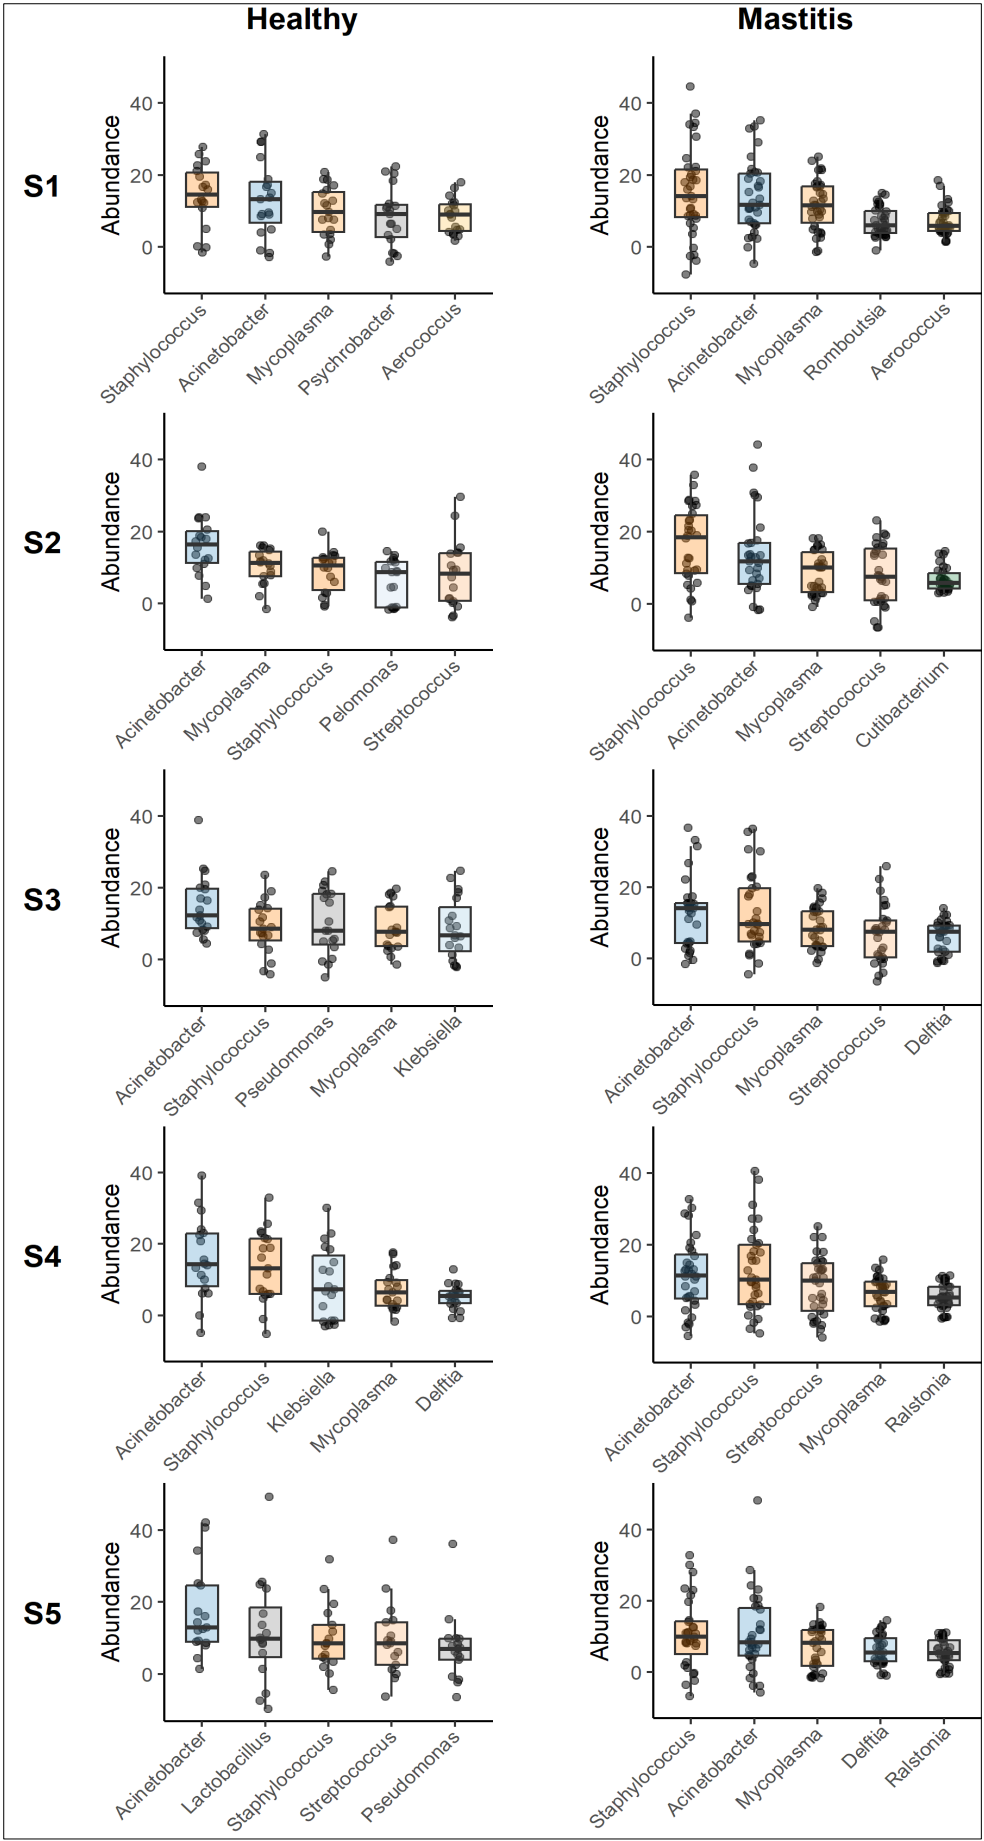 Healthy Mastitis
S1
Abundance
40
20
0
Staphylococcus
Acinetobacter
Mycoplasma
Psychrobacter
Aerococcus
Abundance
40
20
0
Staphylococcus
Acinetobacter
Mycoplasma
Romboutsia
Aerococcus
S2
Abundance
40
20
0
Acinetobacter
Mycoplasma
Staphylococcus
Pelomonas
Streptococcus
Abundance
40
20
0
Staphylococcus
Acinetobacter
Mycoplasma
Streptococcus
Cutibacterium
S3
Abundance
40
20
0
Acinetobacter
Staphylococcus
Pseudomonas
Mycoplasma
Klebsiella
Abundance
40
20
0
Acinetobacter
Staphylococcus
Mycoplasma
Streptococcus
Delftia
S4
Abundance
40
20
0
Acinetobacter
Staphylococcus
Klebsiella
Mycoplasma
Delftia
Abundance
40
20
0
Acinetobacter
Staphylococcus
Streptococcus
Mycoplasma
Ralstonia
S5
Abundance
40
20
0
Acinetobacter
Lactobacillus
Staphylococcus
Streptococcus
Pseudomonas
Abundance
40
20
0
Staphylococcus
Acinetobacter
Mycoplasma
Delftia
Ralstonia